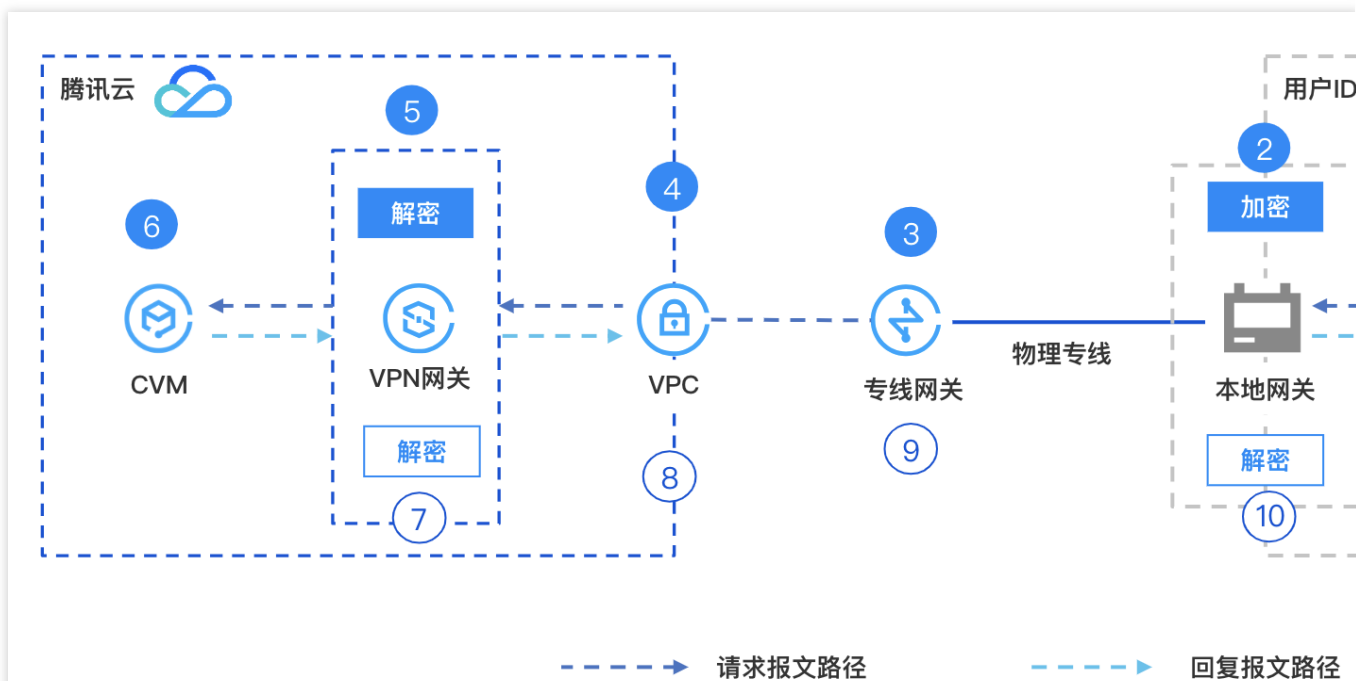 腾讯云
用户ID
5
2
4
解密
加密
6
3
CVM
VPN网关
VPC
专线网关
物理专线
本地网关
解密
解密
9
8
7
10
请求报文路径
回复报文路径